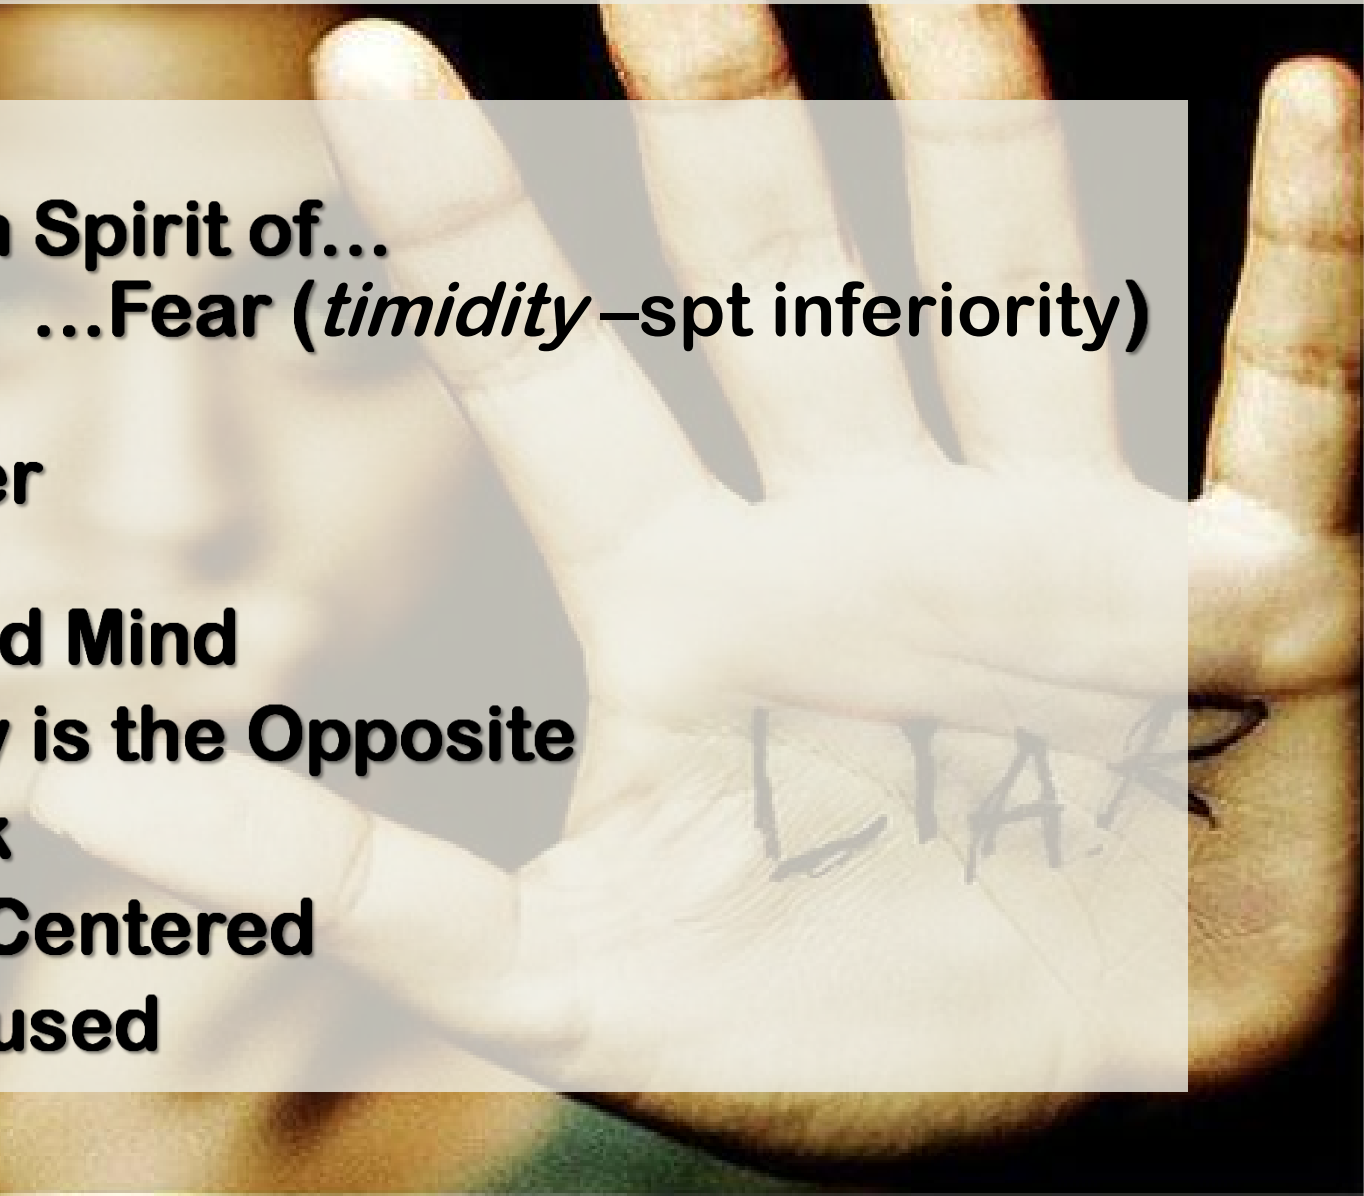 Spirit of...
...Fear (timidity –spt inferiority)
er
d Mind
is the Opposite
Centered
used
LIAR